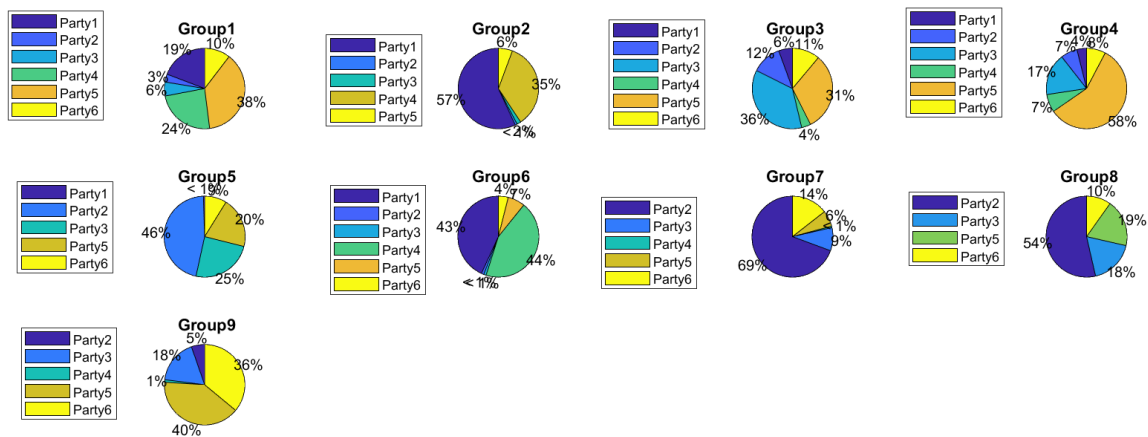 Group1
Party1
Party2
Party3
Party4
Party5
Party6
19%
3%
6%
24%
38%
10%
Group2
Party1
Party2
Party3
Party4
Party5
57%
35%
6%
Group3
Party1
Party2
Party3
Party4
Party5
Party6
6%
12%
36%
4%
31%
11%
Group4
Party1
Party2
Party3
Party4
Party5
Party6
4%
7%
17%
7%
58%
Group5
Party1
Party2
Party3
Party5
Party6
< 1%
46%
25%
20%
9%
Group6
Party1
Party2
Party3
Party4
Party5
Party6
43%
< 1%
1%
44%
7%
4%
Group7
Party2
Party3
Party4
Party5
Party6
69%
9%
< 1%
6%
14%
Group8
Party2
Party3
Party5
Party6
54%
18%
19%
10%
Group9
Party2
Party3
Party4
Party5
Party6
5%
18%
1%
40%
36%